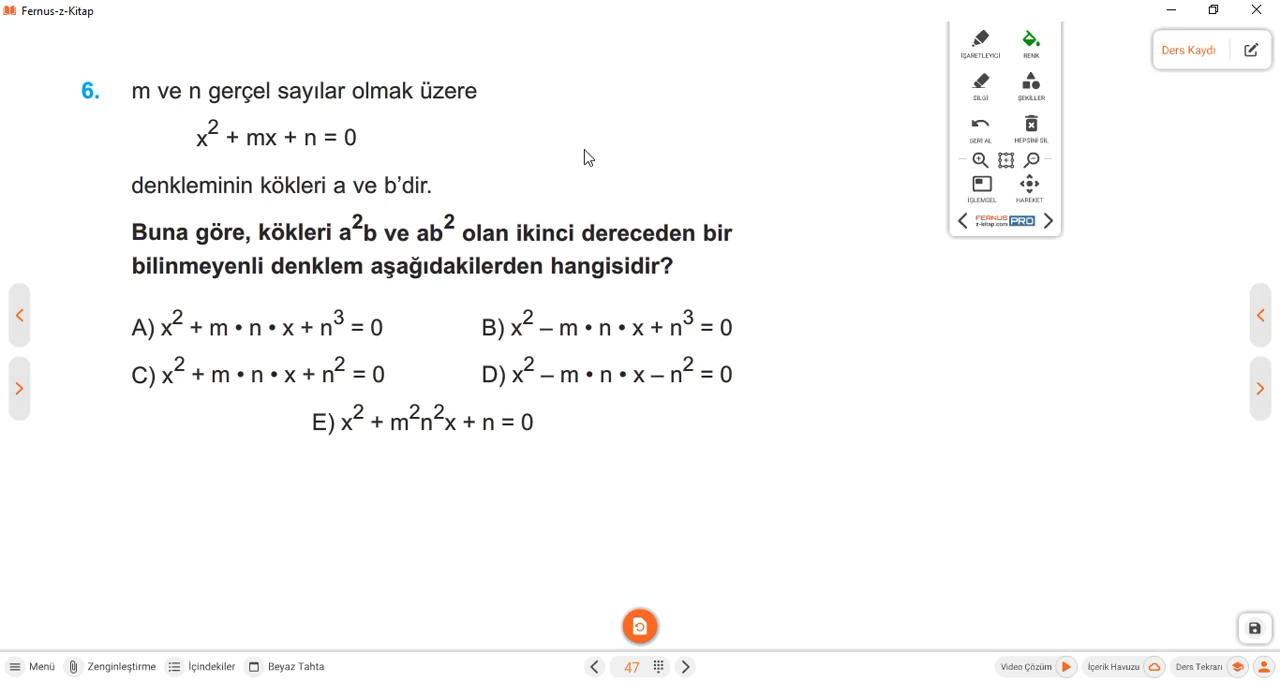 Fernus-z-Kitap
İŞARETLEYİCİ RENK
SİLGİ ŞEKİLLER
GERİ AL HEPSİNİ SİL
İŞLEMSEL HAREKET
FERNUS PRO
z-kitap.com
Ders Kaydı
6. m ve n gerçel sayılar olmak üzere
x² + mx + n = 0
denkleminin kökleri a ve b'dir.
Buna göre, kökleri a²b ve ab² olan ikinci dereceden bir
bilinmeyenli denklem aşağıdakilerden hangisidir?
A) x² + m • n • x + n³ = 0 B) x² – m • n • x + n³ = 0
C) x² + m • n • x + n² = 0 D) x² – m • n • x – n² = 0
E) x² + m²n²x + n = 0
Menü Zenginleştirme İçindekiler Beyaz Tahta 47 Video Çözüm İçerik Havuzu Ders Tekrarı